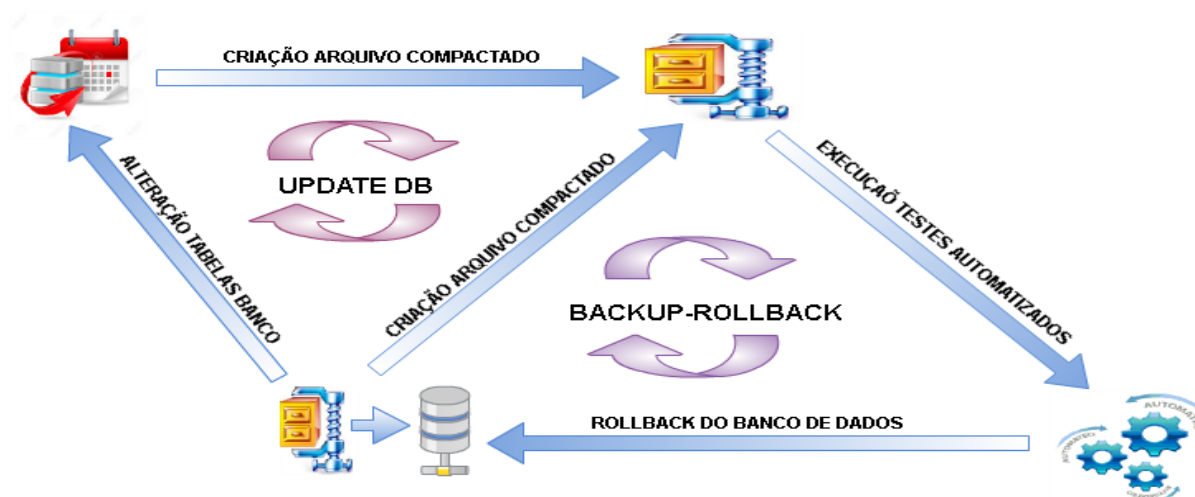 CRIAÇÃO ARQUIVO COMPACTADO
UPDATE DB
ALTERAÇÃO TABELAS BANCO
CRIAÇÃO ARQUIVO COMPACTADO
EXECUÇAÕ TESTES AUTOMATIZADOS
BACKUP-ROLLBACK
ROLLBACK DO BANCO DE DADOS